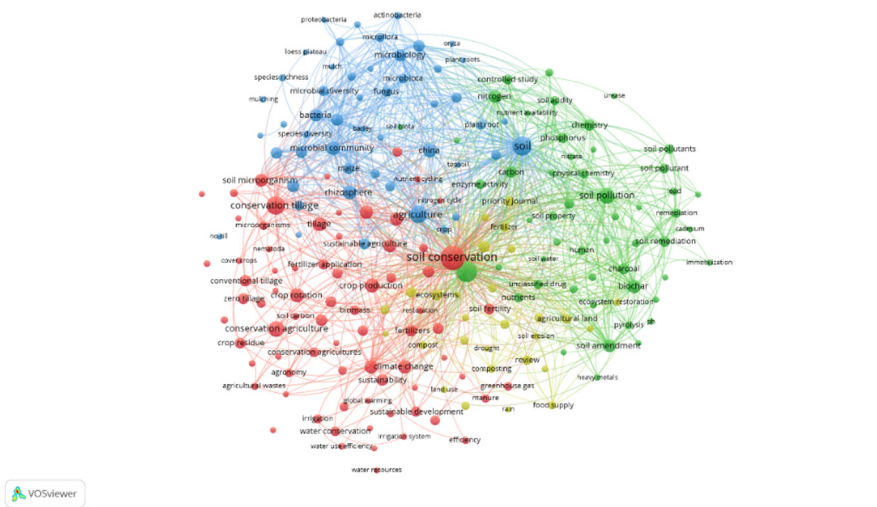 actinobacteria
proteobacteria
microflora
oryza
loess plateau
microbiology
plant roots
mulch
species richness
microbiota
controlled study
microbial diversity
fungus
nitrogen
urease
mulching
soil acidity
nutrient availability
bacteria
plant root
chemistry
barley
soil biota
species diversity
phosphorus
microbial community
china
soil
soil pollutants
nitrate
topsoil
maize
carbon
physical chemistry
soil pollutant
soil microorganism
nutrient cycling
enzyme activity
rhizosphere
soil pollution
nitrogen cycle
priority journal
conservation tillage
agriculture
soil property
remediation
microorganisms
tillage
crop
fertilizer
cadmium
no-till
sustainable agriculture
soil remediation
nematoda
human
cover crops
fertilizer application
soil conservation
soil water
immobilization
charcoal
conventional tillage
crop production
unclassified drug
biochar
zero tillage
crop rotation
ecosystems
nutrients
ecosystem restoration
biomass
restoration
soil fertility
soil carbon
agricultural land
pyrolysis
ph
conservation agriculture
fertilizers
soil erosion
crop residue
compost
drought
soil amendment
conservation agricultures
review
agronomy
climate change
composting
heavy metals
sustainability
agricultural wastes
land use
greenhouse gas
manure
global warming
rain
food supply
sustainable development
irrigation
water conservation
irrigation system
efficiency
water use efficiency
water resources
VOSviewer